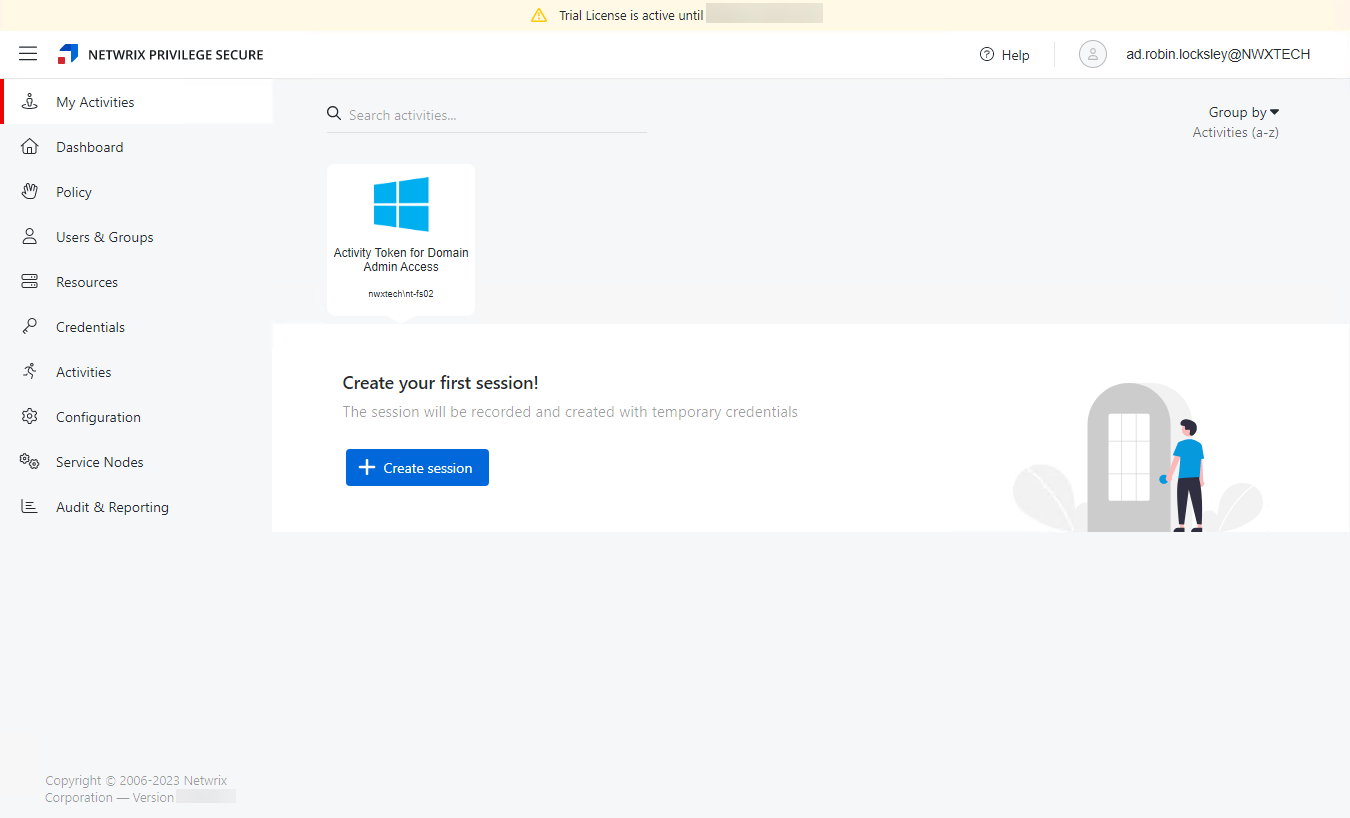 Trial License is active until
NETWRIX PRIVILEGE SECURE
Help
ad.robin.locksley@NWXTECH
My Activities
Dashboard
Policy
Users & Groups
Resources
Credentials
Activities
Configuration
Service Nodes
Audit & Reporting
Search activities...
Group by
Activities (a-z)
Activity Token for Domain
Admin Access
nwxtech\nt-fs02
Create your first session!
The session will be recorded and created with temporary credentials
Create session
Copyright © 2006-2023 Netwrix
Corporation — Version